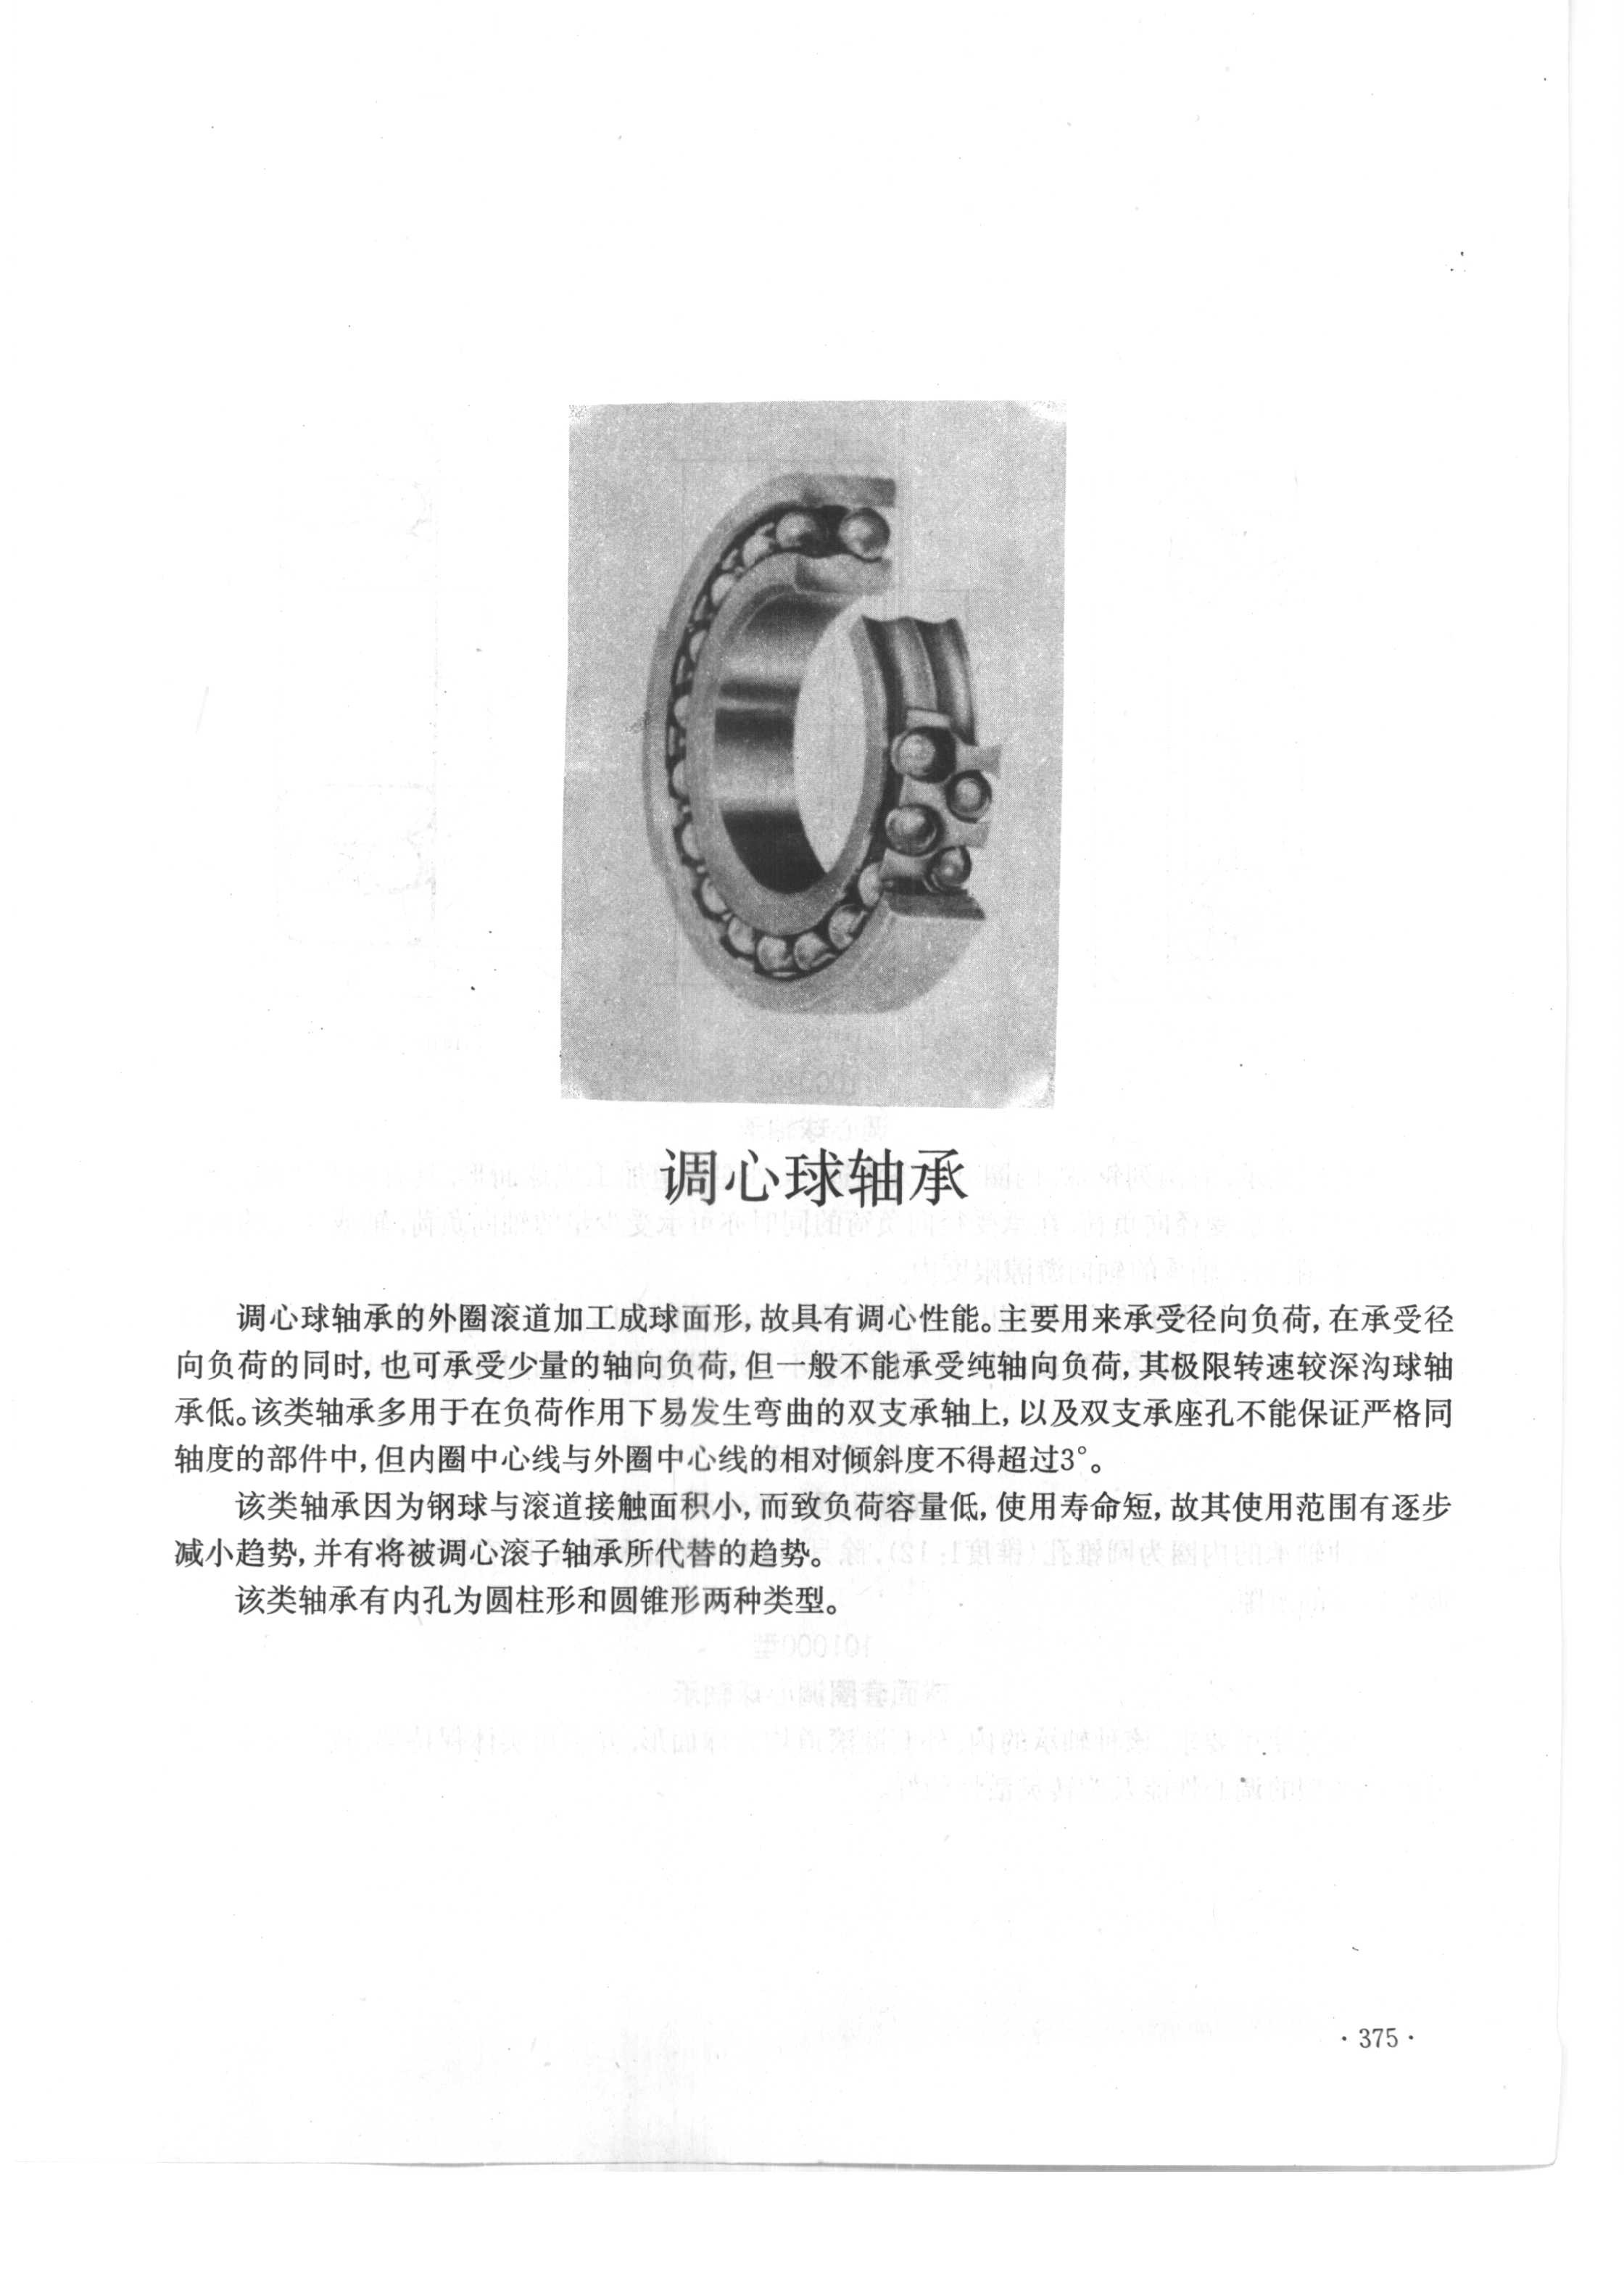 调心球轴承
调心球轴承的外圈滚道加工成球面形,故具有调心性能。主要用来承受径向负荷,在承受径
向负荷的同时,也可承受少量的轴向负荷,但一般不能承受纯轴向负荷,其极限转速较深沟球轴
承低。该类轴承多用于在负荷作用下易发生弯曲的双支承轴上,以及双支承座孔不能保证严格同
轴度的部件中,但内圈中心线与外圈中心线的相对倾斜度不得超过3°。
该类轴承因为钢球与滚道接触面积小,而致负荷容量低,使用寿命短,故其使用范围有逐步
减小趋势,并有将被调心滚子轴承所代替的趋势。
该类轴承有内孔为圆柱形和圆锥形两种类型。
·375·